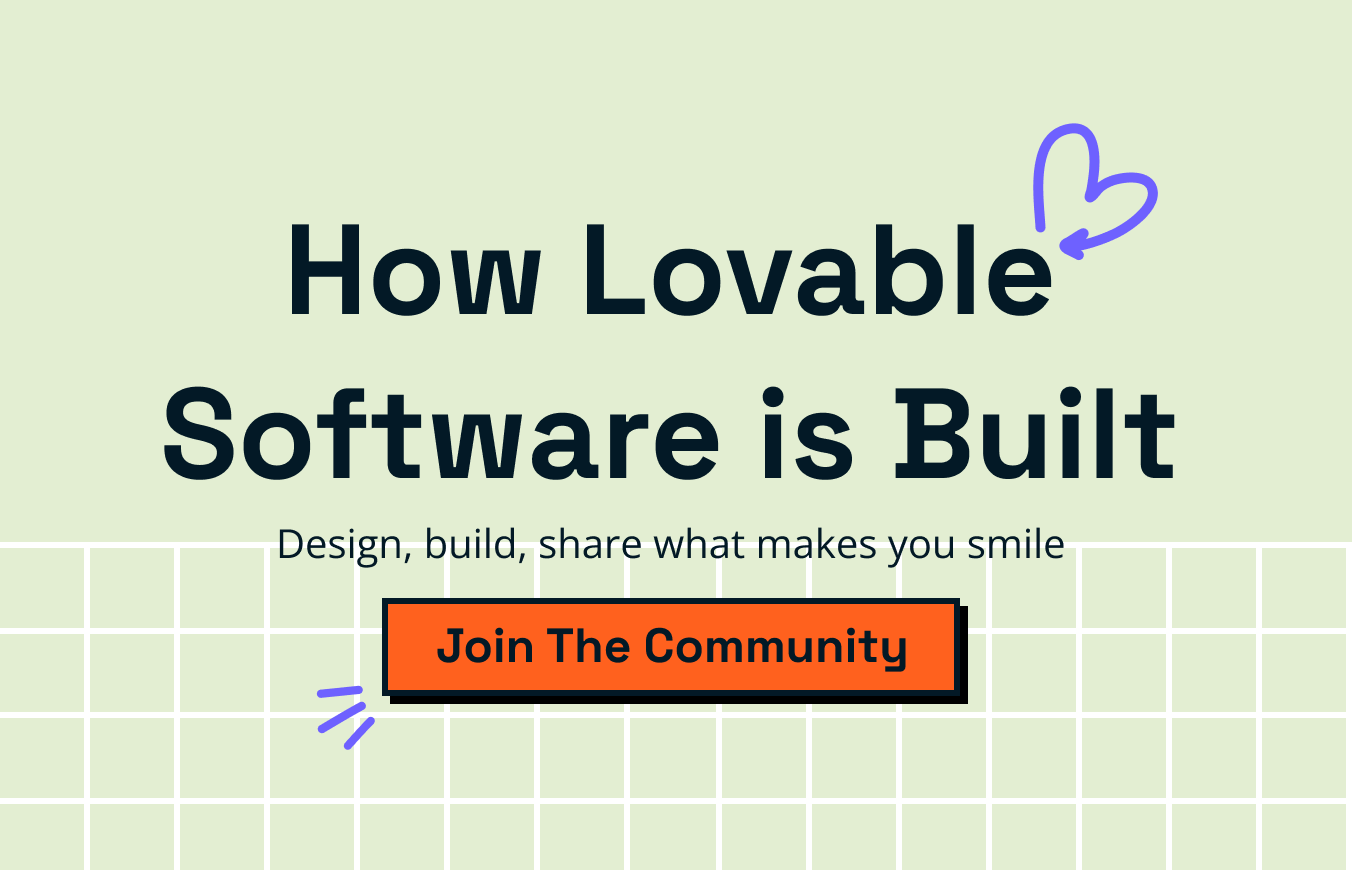 How Lovable
Software is Built
Design, build, share what makes you smile
Join The Community